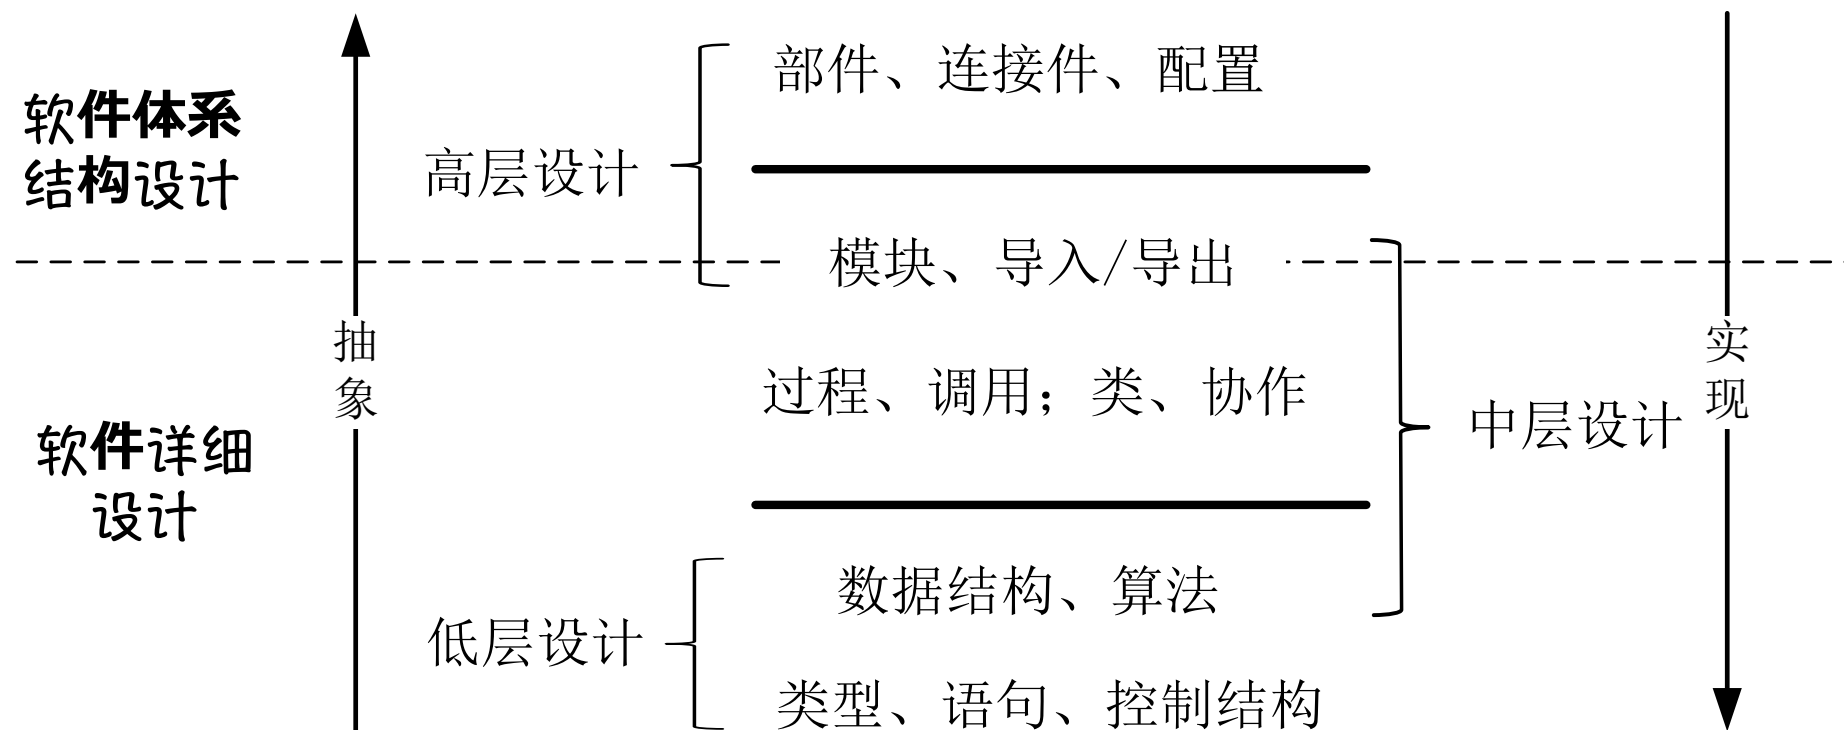 部件、连接件、配置
软件体系
结构设计
高层设计
模块、导入/导出
抽
象
实
现
过程、调用；类、协作
中层设计
软件详细
设计
数据结构、算法
低层设计
类型、语句、控制结构